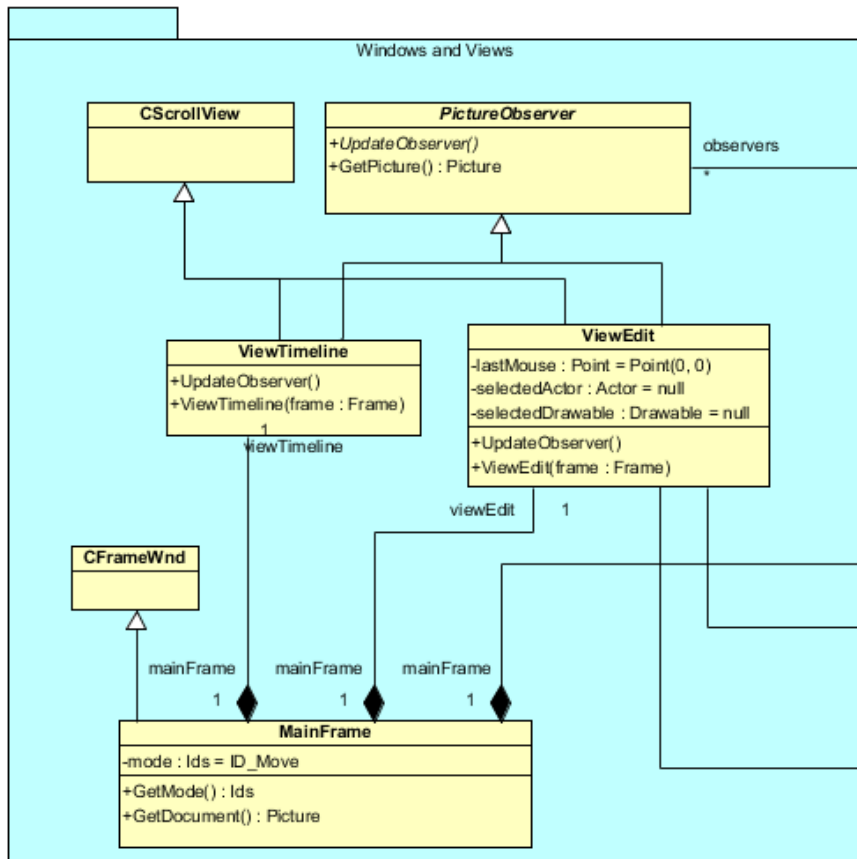 Windows and Views
CScrollView
PictureObserver
+UpdateObserver()
+GetPicture() : Picture
observers
*
ViewTimeline
+UpdateObserver()
+ViewTimeline(frame : Frame)
1
viewTimeline
ViewEdit
-lastMouse : Point = Point(0, 0)
-selectedActor : Actor = null
-selectedDrawable : Drawable = null
+UpdateObserver()
+ViewEdit(frame : Frame)
viewEdit 1
CFrameWnd
mainFrame mainFrame mainFrame
1 1 1
MainFrame
-mode : Ids = ID_Move
+GetMode() : Ids
+GetDocument() : Picture